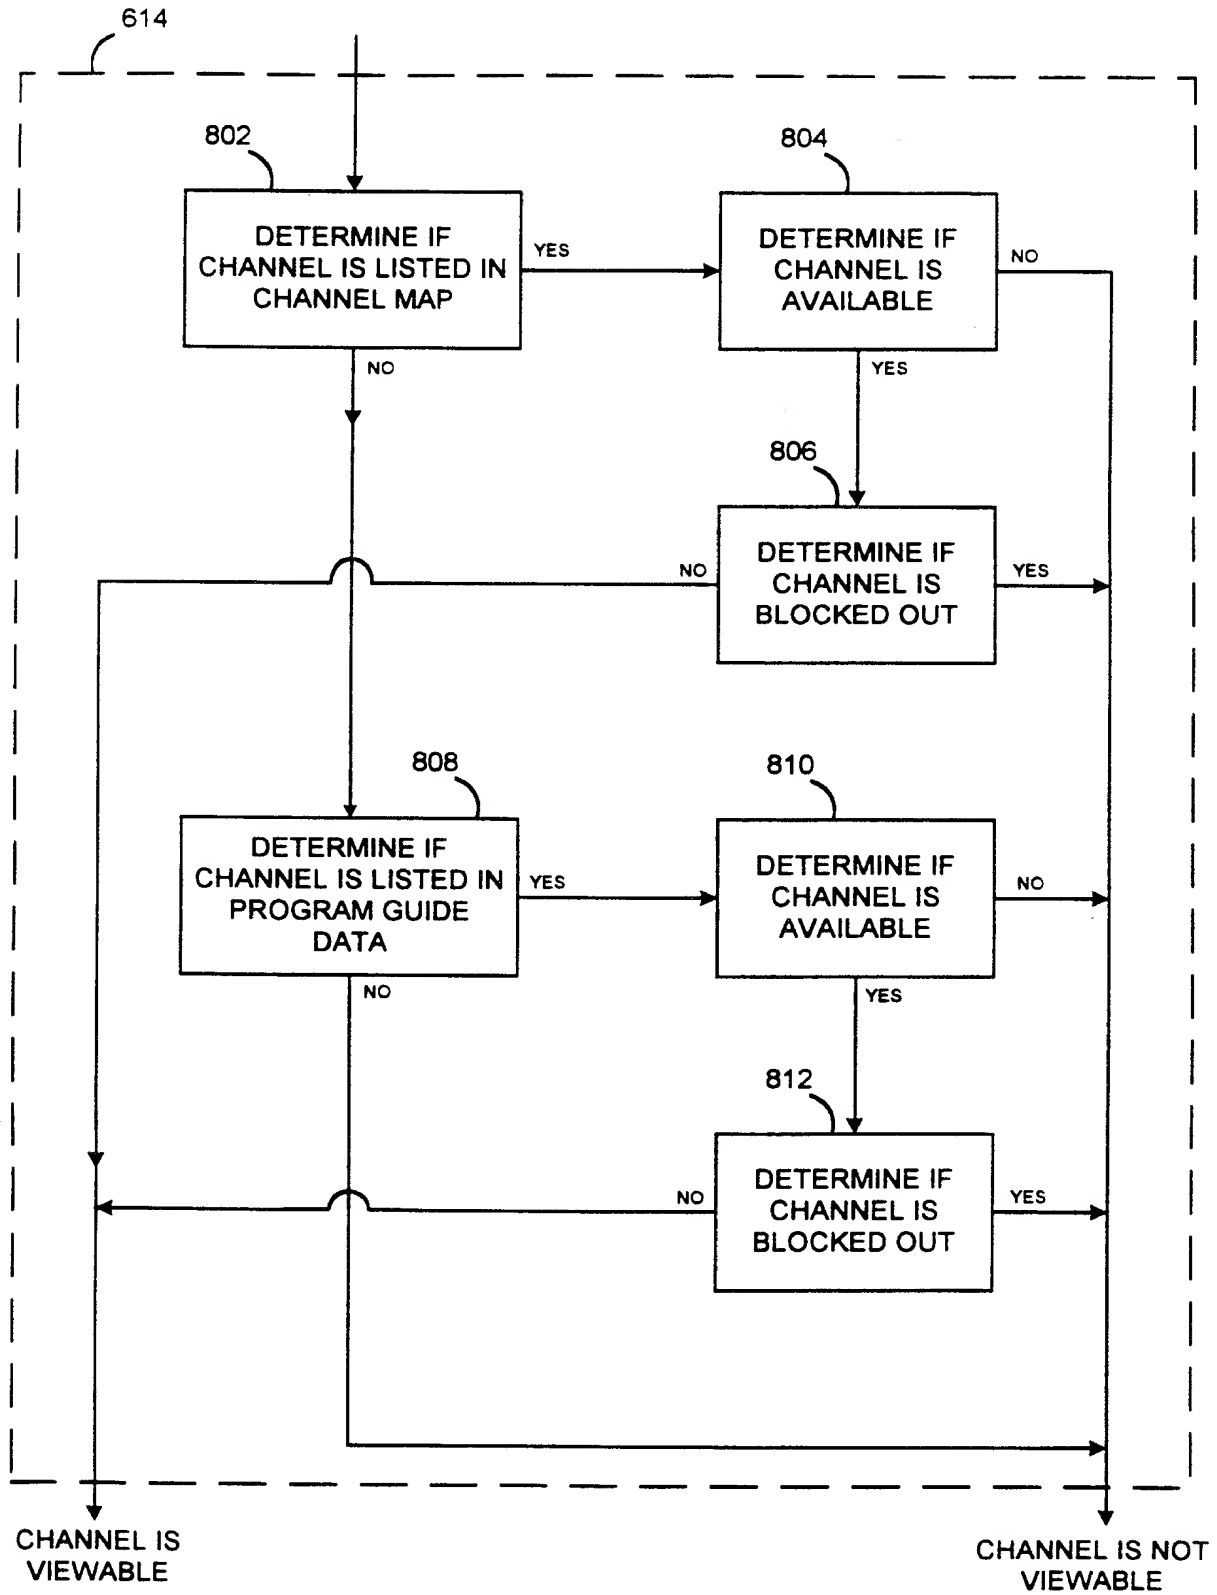 614
802
804
DETERMINE IF
CHANNEL IS LISTED IN
CHANNEL MAP
YES
DETERMINE IF
CHANNEL IS
AVAILABLE
NO
NO
YES
806
DETERMINE IF
CHANNEL IS
BLOCKED OUT
NO
YES
808
810
DETERMINE IF
CHANNEL IS LISTED IN
PROGRAM GUIDE
DATA
YES
DETERMINE IF
CHANNEL IS
AVAILABLE
NO
NO
YES
812
DETERMINE IF
CHANNEL IS
BLOCKED OUT
NO
YES
CHANNEL IS
VIEWABLE
CHANNEL IS NOT
VIEWABLE